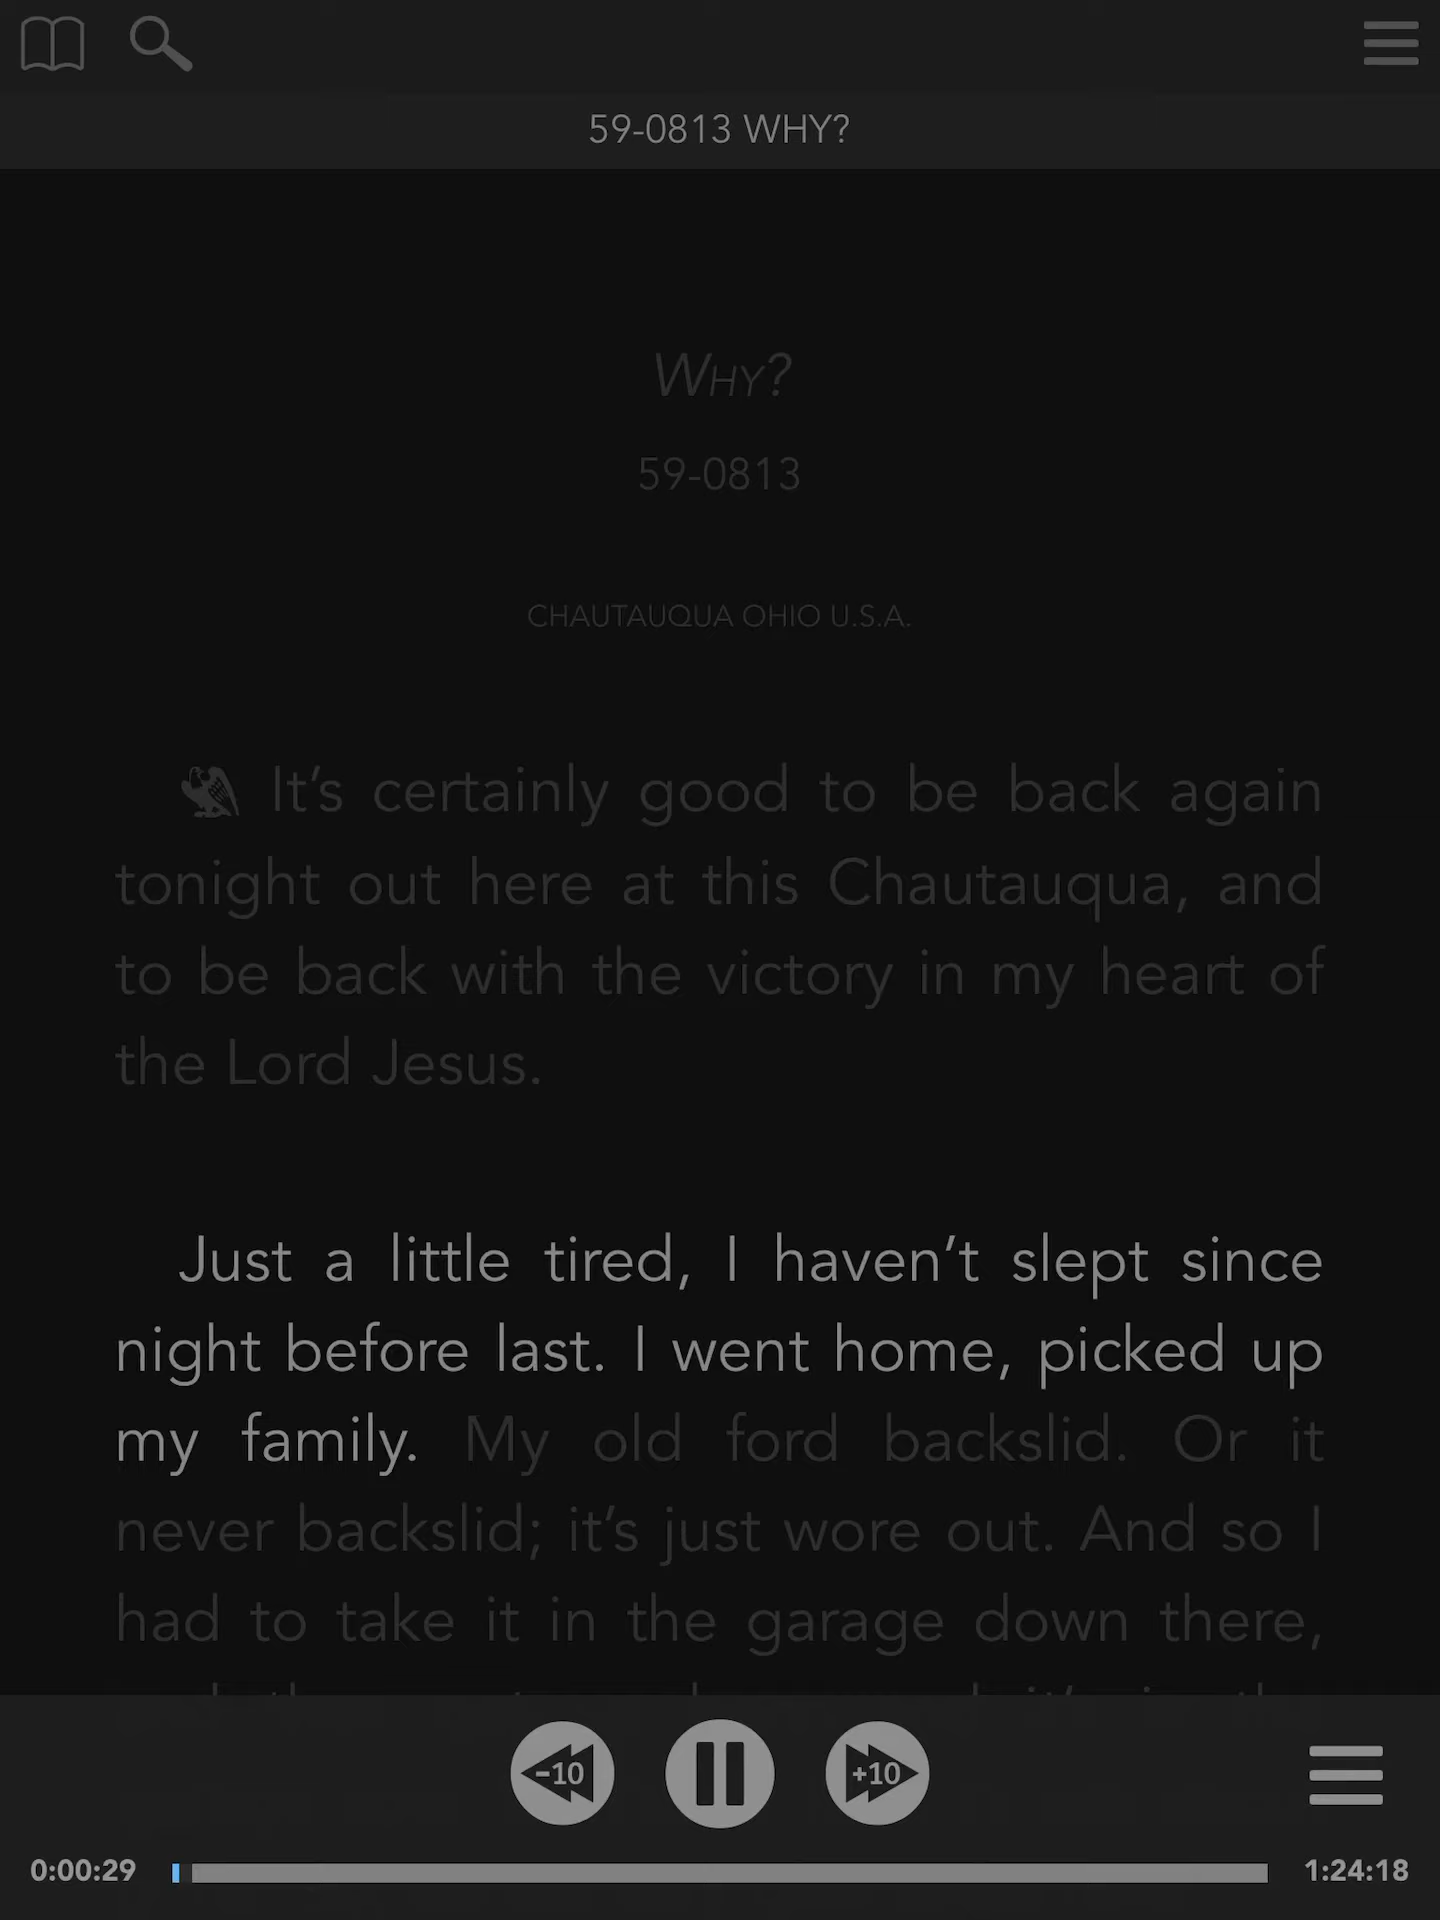 59-0813 WHY?
Why?
59-0813
CHAUTAUQUA OHIO U.S.A.
It’s certainly good to be back again
tonight out here at this Chautauqua, and
to be back with the victory in my heart of
the Lord Jesus.
Just a little tired, I haven’t slept since
night before last. I went home, picked up
my family. My old ford backslid. Or it
never backslid; it’s just wore out. And so I
had to take it in the garage down there,
-10
+10
0:00:29
1:24:18